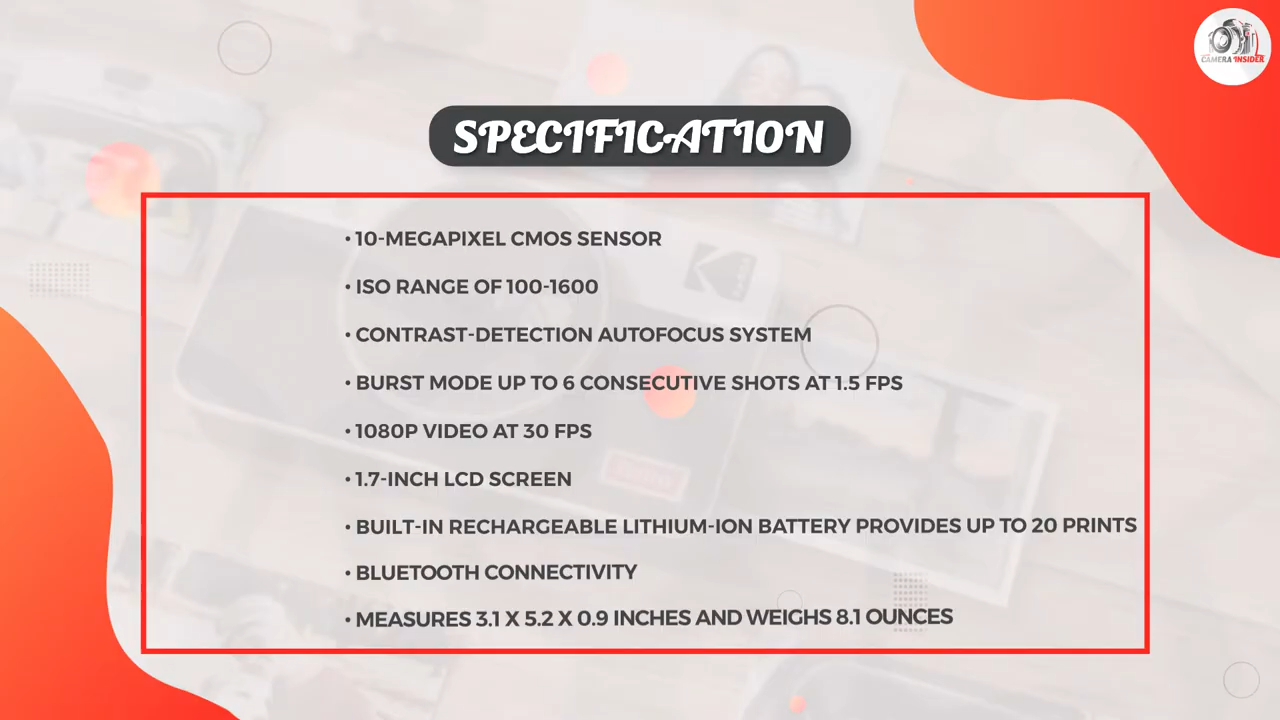 CAMERA INSIDER
SPECIFICATION
• 10-MEGAPIXEL CMOS SENSOR
• ISO RANGE OF 100-1600
• CONTRAST-DETECTION AUTOFOCUS SYSTEM
• BURST MODE UP TO 6 CONSECUTIVE SHOTS AT 1.5 FPS
• 1080P VIDEO AT 30 FPS
• 1.7-INCH LCD SCREEN
• BUILT-IN RECHARGEABLE LITHIUM-ION BATTERY PROVIDES UP TO 20 PRINTS
• BLUETOOTH CONNECTIVITY
• MEASURES 3.1 X 5.2 X 0.9 INCHES AND WEIGHS 8.1 OUNCES